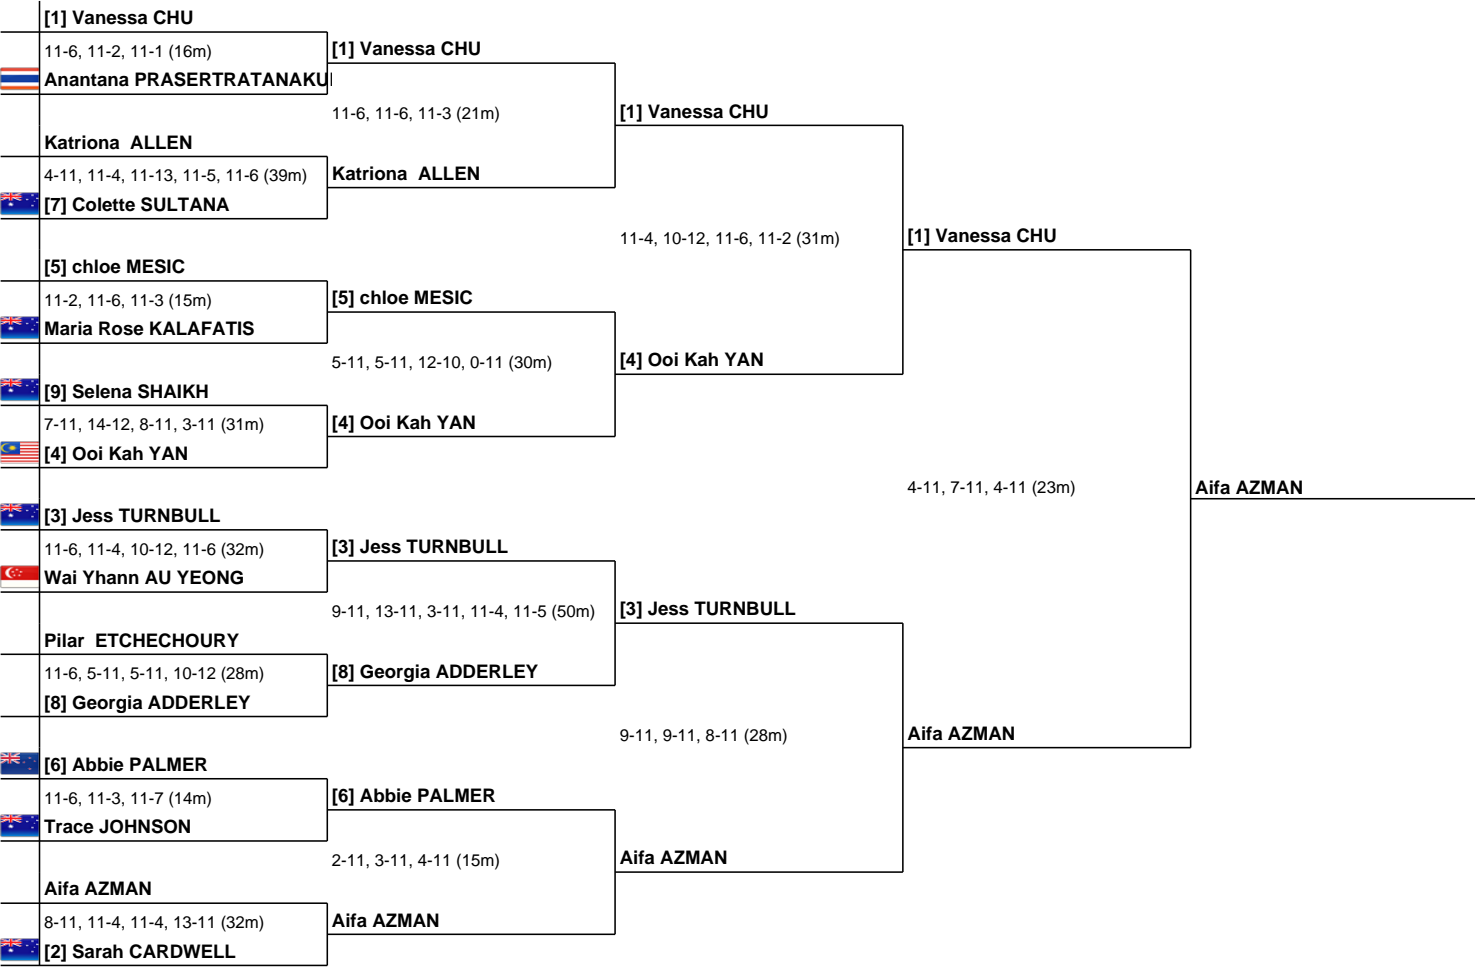 [1] Vanessa CHU
11-6, 11-2, 11-1 (16m)
Anantana PRASERTRATANAKU
[1] Vanessa CHU
11-6, 11-6, 11-3 (21m)
Katriona ALLEN
4-11, 11-4, 11-13, 11-5, 11-6 (39m)
[7] Colette SULTANA
Katriona ALLEN
[1] Vanessa CHU
11-4, 10-12, 11-6, 11-2 (31m)
[5] chloe MESIC
11-2, 11-6, 11-3 (15m)
Maria Rose KALAFATIS
[5] chloe MESIC
5-11, 5-11, 12-10, 0-11 (30m)
[9] Selena SHAIKH
7-11, 14-12, 8-11, 3-11 (31m)
[4] Ooi Kah YAN
[4] Ooi Kah YAN
[4] Ooi Kah YAN
[1] Vanessa CHU
4-11, 7-11, 4-11 (23m)
Aifa AZMAN
[3] Jess TURNBULL
11-6, 11-4, 10-12, 11-6 (32m)
Wai Yhann AU YEONG
[3] Jess TURNBULL
9-11, 13-11, 3-11, 11-4, 11-5 (50m)
Pilar ETCHECHOURY
11-6, 5-11, 5-11, 10-12 (28m)
[8] Georgia ADDERLEY
[8] Georgia ADDERLEY
[3] Jess TURNBULL
9-11, 9-11, 8-11 (28m)
Aifa AZMAN
[6] Abbie PALMER
11-6, 11-3, 11-7 (14m)
Trace JOHNSON
[6] Abbie PALMER
2-11, 3-11, 4-11 (15m)
Aifa AZMAN
8-11, 11-4, 11-4, 13-11 (32m)
[2] Sarah CARDWELL
Aifa AZMAN
Aifa AZMAN